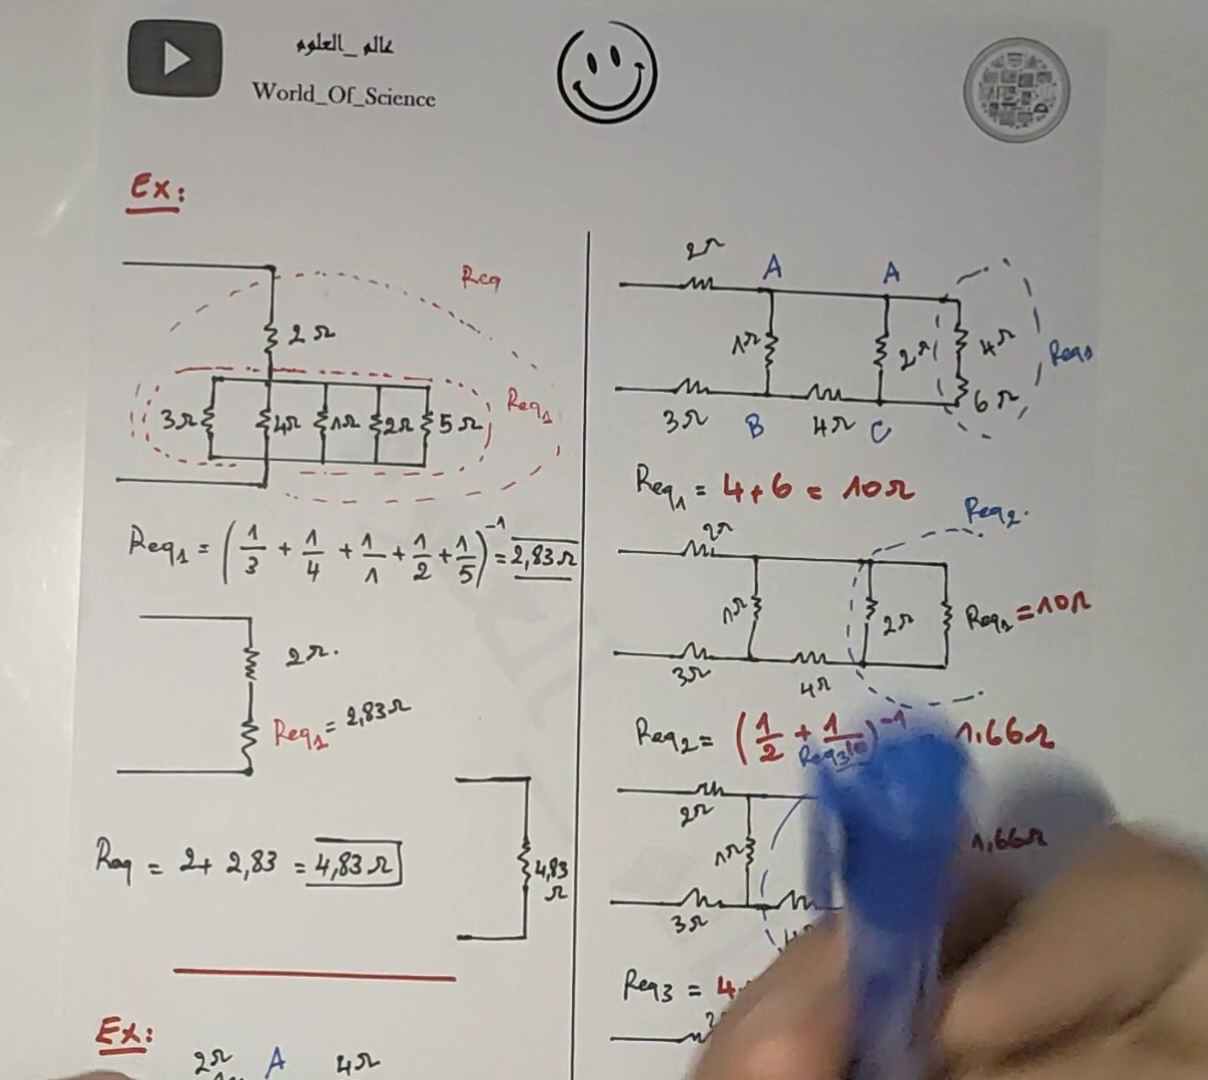 عالم_العلوم
World_Of_Science
Ex:
Req
2Ω
Req₁
3Ω 4Ω 1Ω 2Ω 5Ω
Req₁ = (1/3 + 1/4 + 1/1 + 1/2 + 1/5)⁻¹ = 2,83Ω
2Ω.
Req₁ = 2,83Ω
Req = 2+ 2,83 = 4,83Ω
4,83
Ω
Ex:
2Ω A 4Ω
2Ω
A A
1Ω 2Ω 4Ω
6Ω
Req₁
3Ω B 4Ω C
Req₁ = 4+6 = 10Ω
Req₂.
2Ω
1Ω 2Ω Req₁ = 10Ω
3Ω 4Ω
Req₂ = (1/2 + 1/)⁻¹ 1.66Ω
2Ω
1Ω 1,66Ω
3Ω
Req₃ = 4